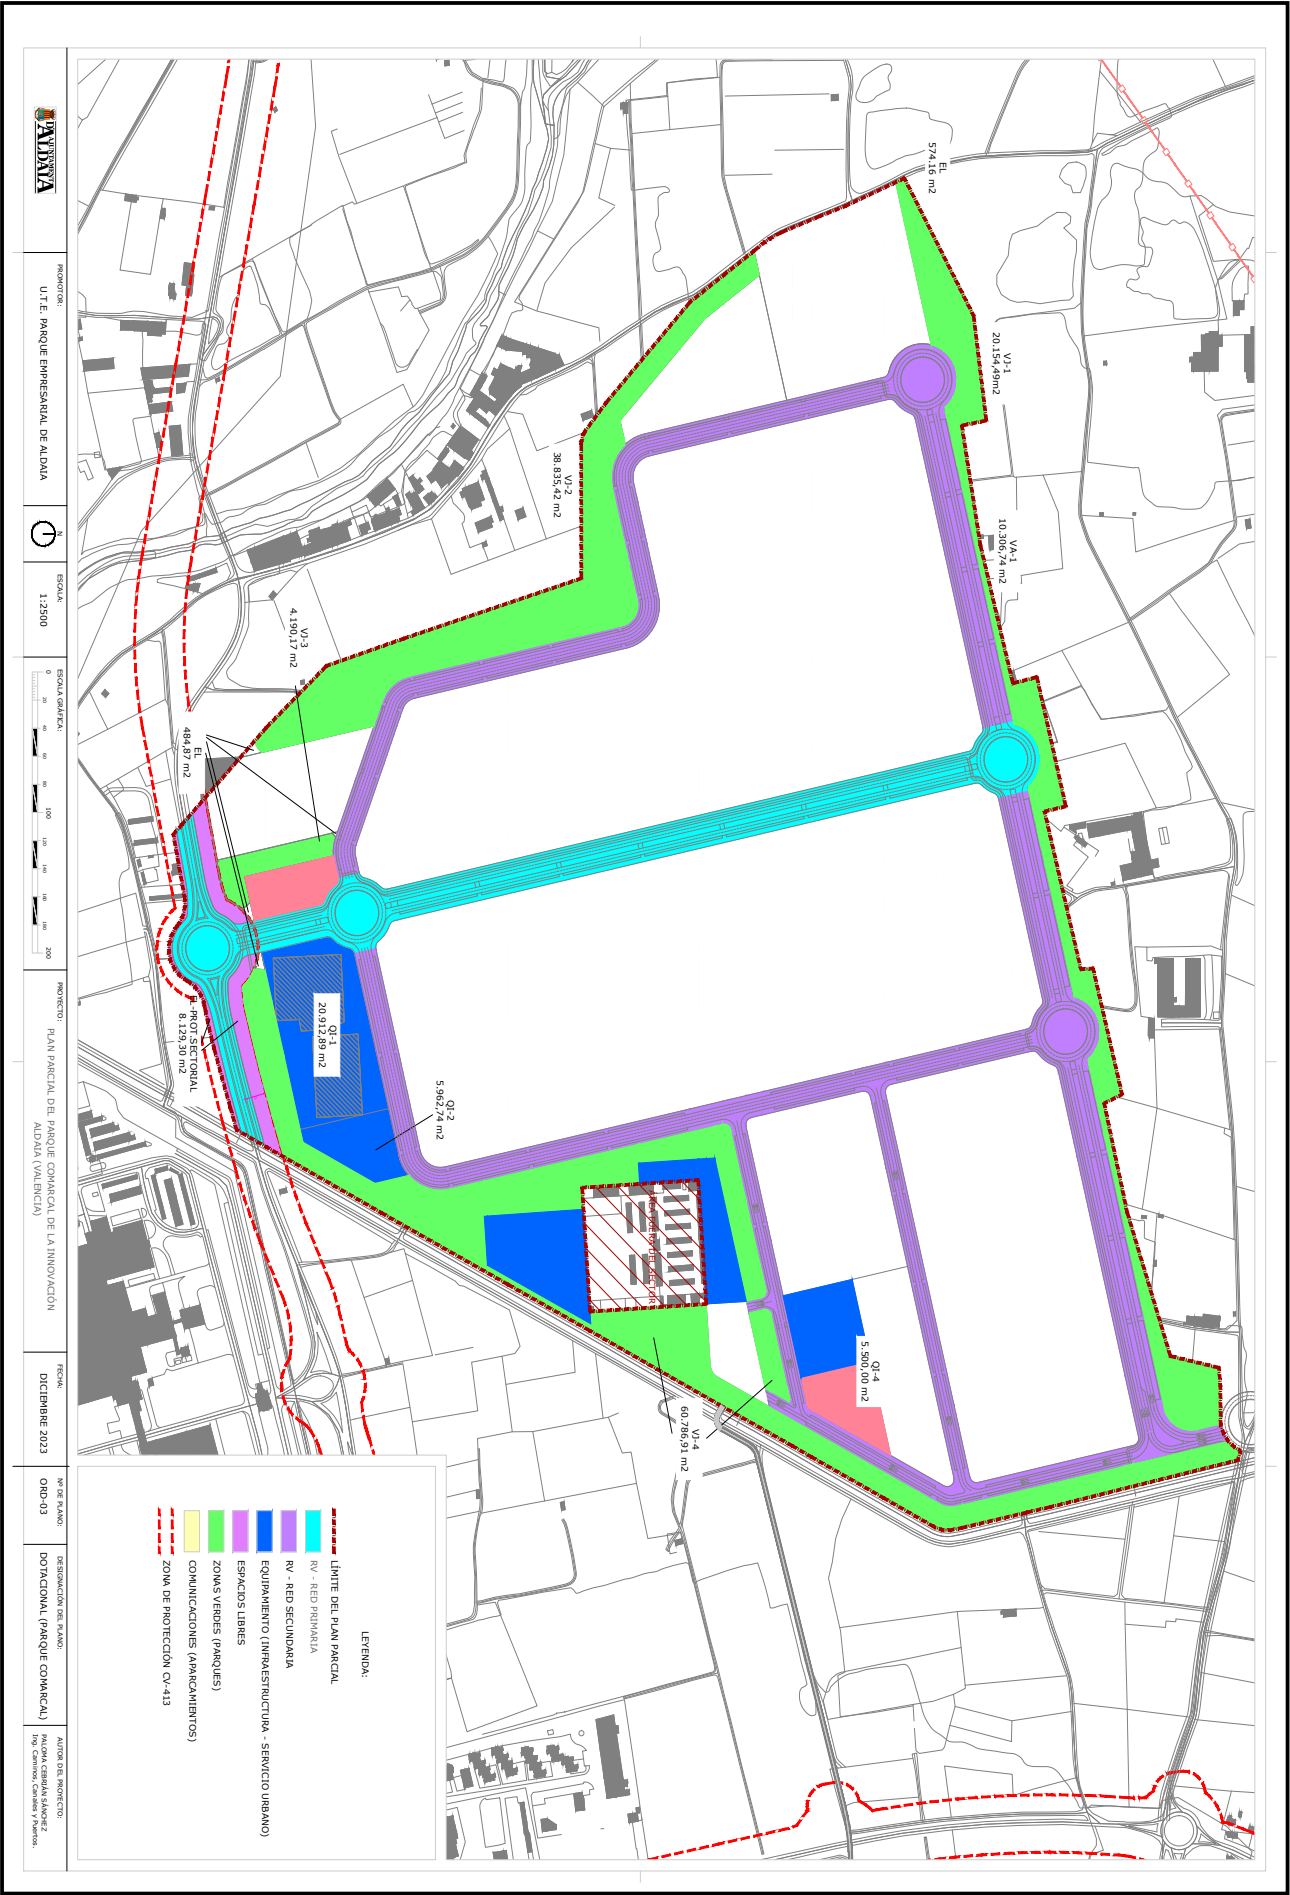 EL
574.16 m2
VJ-1
20.154,49m2
VA-1
10.306,74 m2
VJ-2
38.835,42 m2
VJ-3
4.190,17 m2
EL
484,87 m2
QI-1
20.912,89 m2
QI-2
5.962,74 m2
EL-PROT.SECTORIAL
8.129,30 m2
ÁREA FUERA DEL SECTOR
QI-4
5.500,00 m2
VJ-4
60.786,91 m2
LEYENDA:
LÍMITE DEL PLAN PARCIAL
RV - RED PRIMARIA
RV - RED SECUNDARIA
EQUIPAMIENTO (INFRAESTRUCTURA - SERVICIO URBANO)
ESPACIOS LIBRES
ZONAS VERDES (PARQUES)
COMUNICACIONES (APARCAMIENTOS)
ZONA DE PROTECCIÓN CV-413
AJUNTAMENT
D'ALDAIA
PROMOTOR:
U.T.E. PARQUE EMPRESARIAL DE ALDAIA
N
ESCALA:
1:2500
ESCALA GRÁFICA:
0 20 40 60 80 100 120 140 160 180 200
PROYECTO:
PLAN PARCIAL DEL PARQUE COMARCAL DE LA INNOVACIÓN
ALDAIA (VALENCIA)
FECHA:
DICIEMBRE 2023
Nº DE PLANO:
ORD-03
DESIGNACIÓN DEL PLANO:
DOTACIONAL (PARQUE COMARCAL)
AUTOR DEL PROYECTO:
PALOMA CEBRIÁN SÁNCHEZ
Ing. Caminos, Canales y Puertos.